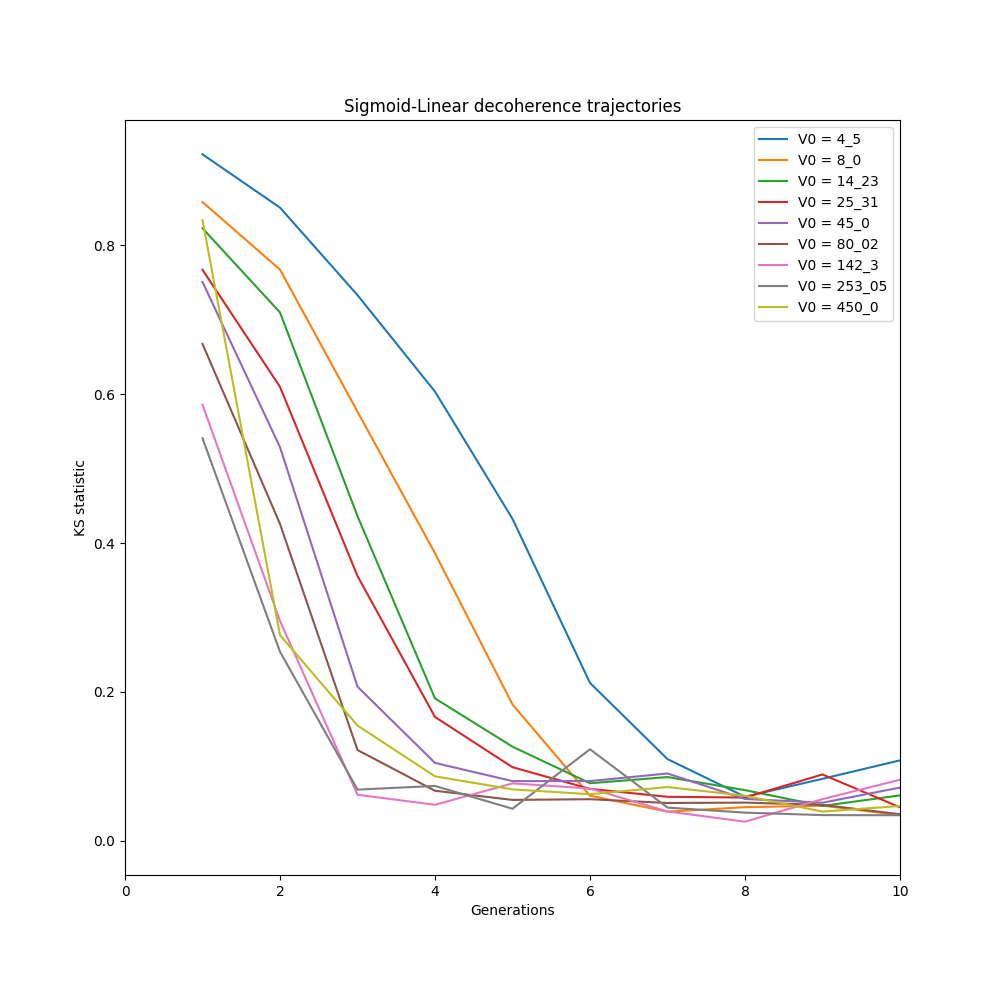 Sigmoid-Linear decoherence trajectories
V0 = 4_5
V0 = 8_0
V0 = 14_23
V0 = 25_31
V0 = 45_0
V0 = 80_02
V0 = 142_3
V0 = 253_05
V0 = 450_0
KS statistic
0.8
0.6
0.4
0.2
0.0
0 2 4 6 8 10
Generations